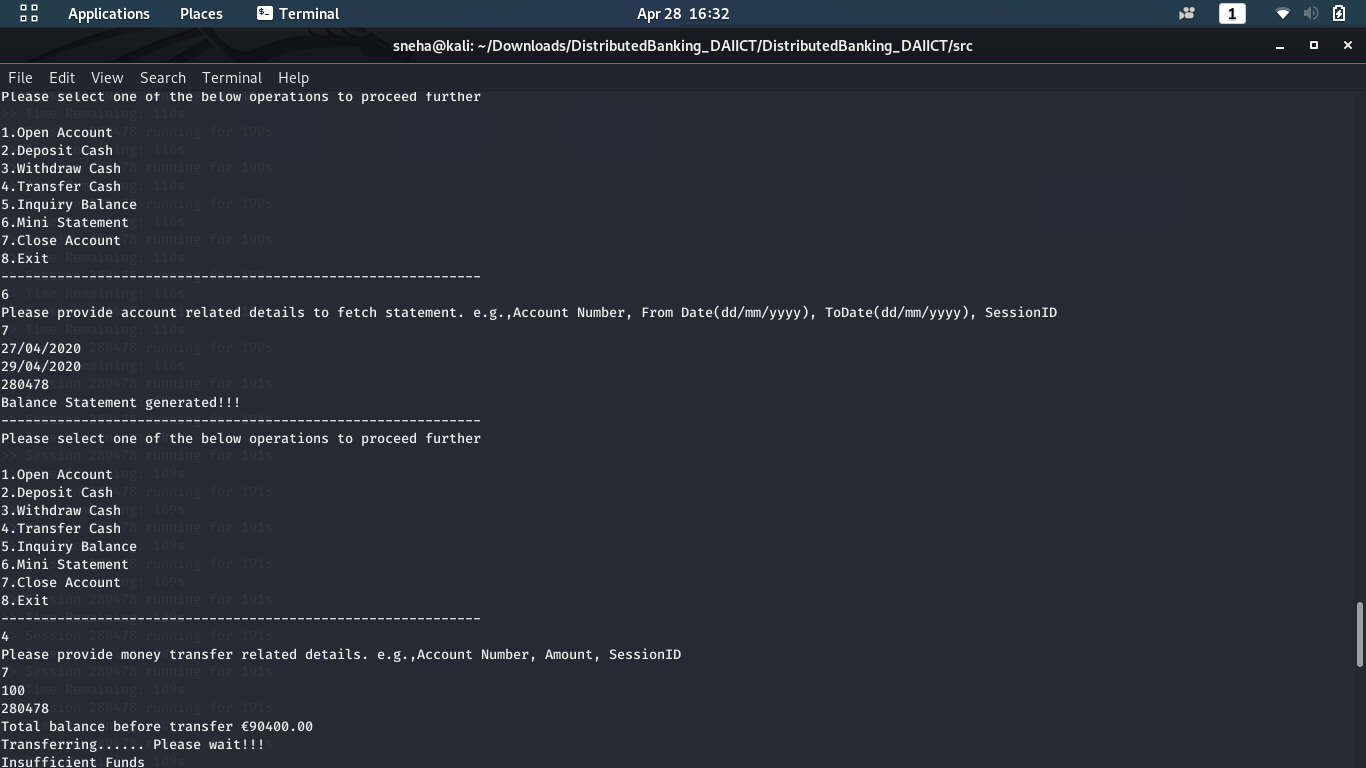 Applications Places Terminal Apr 28 16:32 1
sneha@kali: ~/Downloads/DistributedBanking_DAIICT/DistributedBanking_DAIICT/src
File Edit View Search Terminal Help
Please select one of the below operations to proceed further
1.Open Account
2.Deposit Cash
3.Withdraw Cash
4.Transfer Cash
5.Inquiry Balance
6.Mini Statement
7.Close Account
8.Exit
------------------------------------------------------------
6
Please provide account related details to fetch statement. e.g.,Account Number, From Date(dd/mm/yyyy), ToDate(dd/mm/yyyy), SessionID
7
27/04/2020
29/04/2020
280478
Balance Statement generated!!!
------------------------------------------------------------
Please select one of the below operations to proceed further
1.Open Account
2.Deposit Cash
3.Withdraw Cash
4.Transfer Cash
5.Inquiry Balance
6.Mini Statement
7.Close Account
8.Exit
------------------------------------------------------------
4
Please provide money transfer related details. e.g.,Account Number, Amount, SessionID
7
100
280478
Total balance before transfer €90400.00
Transferring...... Please wait!!!
Insufficient Funds